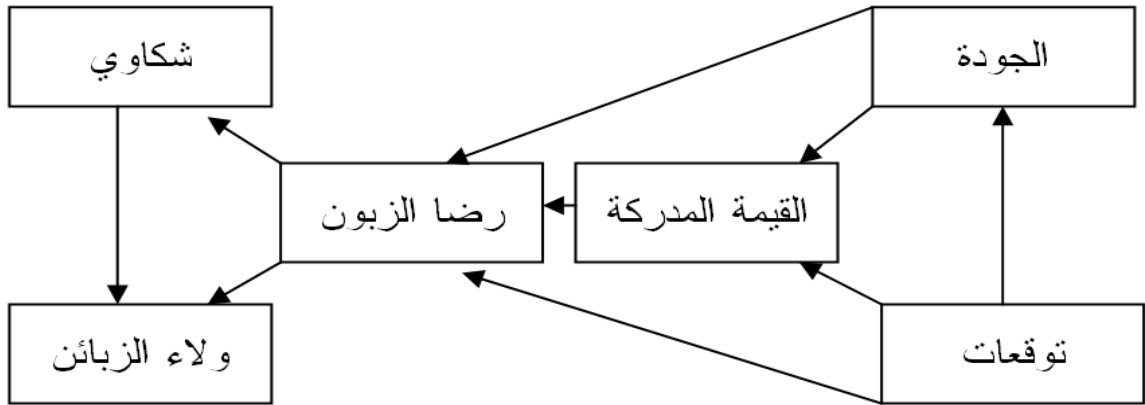 الجودة
شكاوي
القيمة المدركة
رضا الزبون
توقعات
ولاء الزبائن